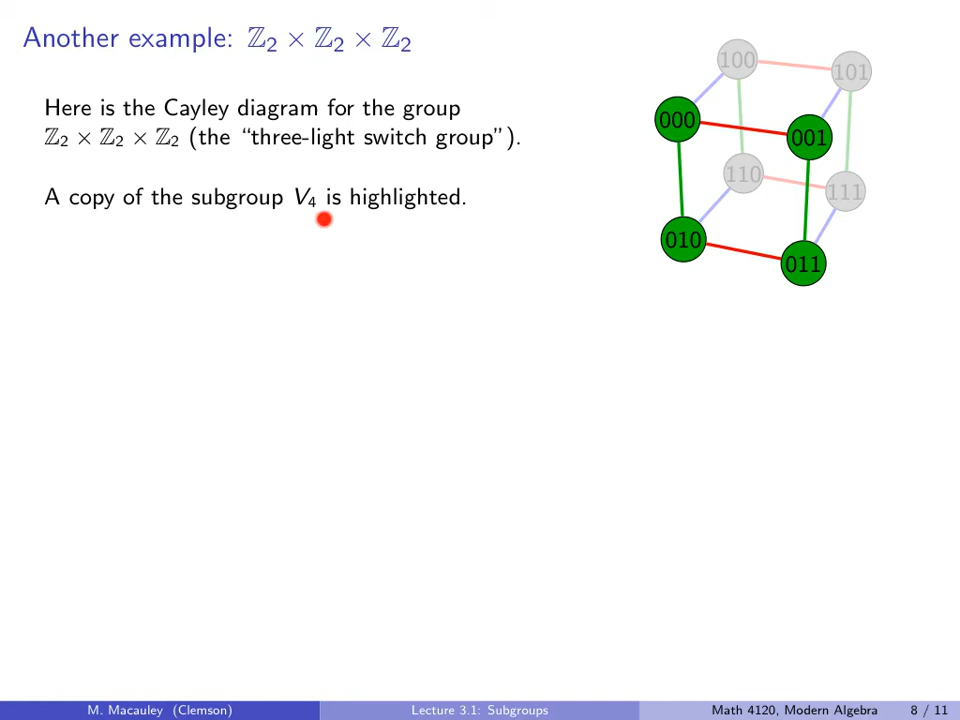 Another example: ℤ₂ × ℤ₂ × ℤ₂
Here is the Cayley diagram for the group
ℤ₂ × ℤ₂ × ℤ₂ (the “three-light switch group”).
A copy of the subgroup V₄ is highlighted.
100
101
000
001
110
111
010
011
M. Macauley (Clemson)
Lecture 3.1: Subgroups
Math 4120, Modern Algebra
8 / 11